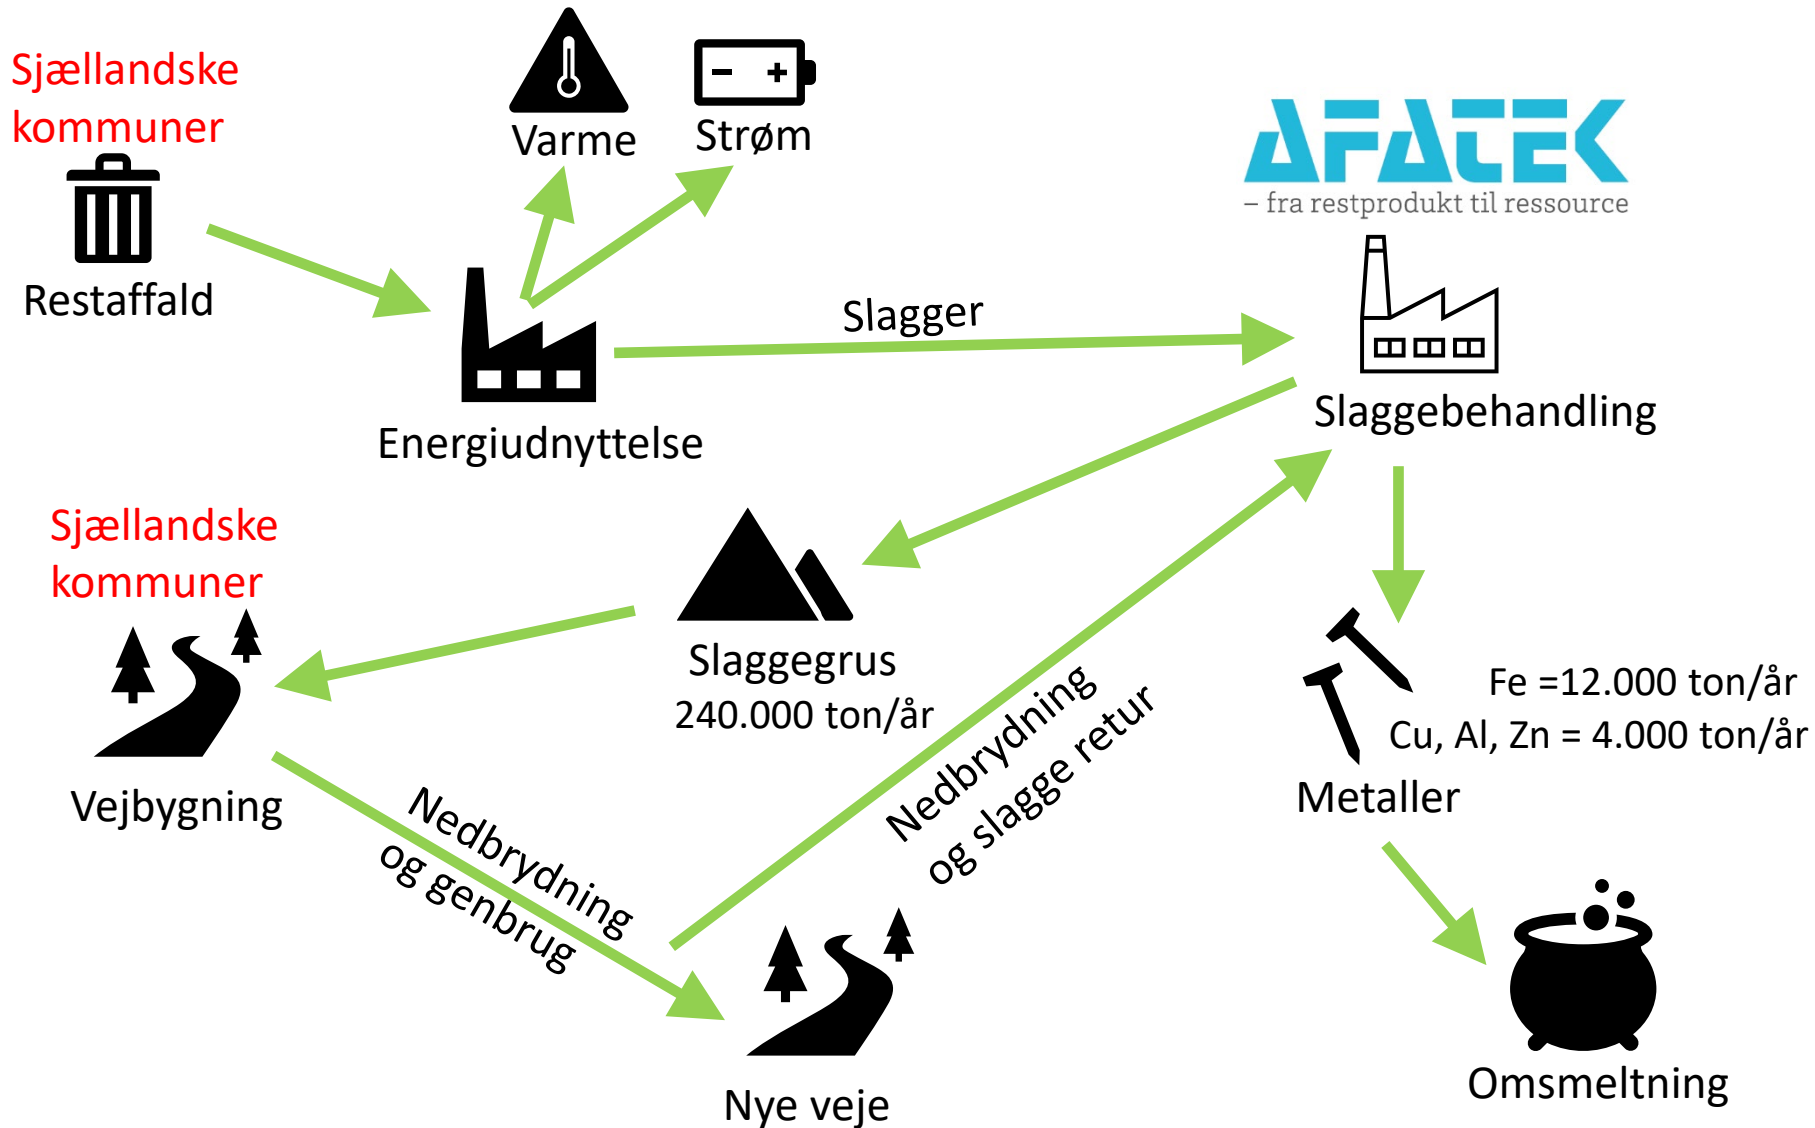 Sjællandske
kommuner
Restaffald
Varme
Strøm
AFATEK
– fra restprodukt til ressource
Energiudnyttelse
Slagger
Slaggebehandling
Sjællandske
kommuner
Vejbygning
Slaggegrus
240.000 ton/år
Nedbrydning
og genbrug
Nedbrydning
og slagge retur
Nye veje
Fe =12.000 ton/år
Cu, Al, Zn = 4.000 ton/år
Metaller
Omsmeltning